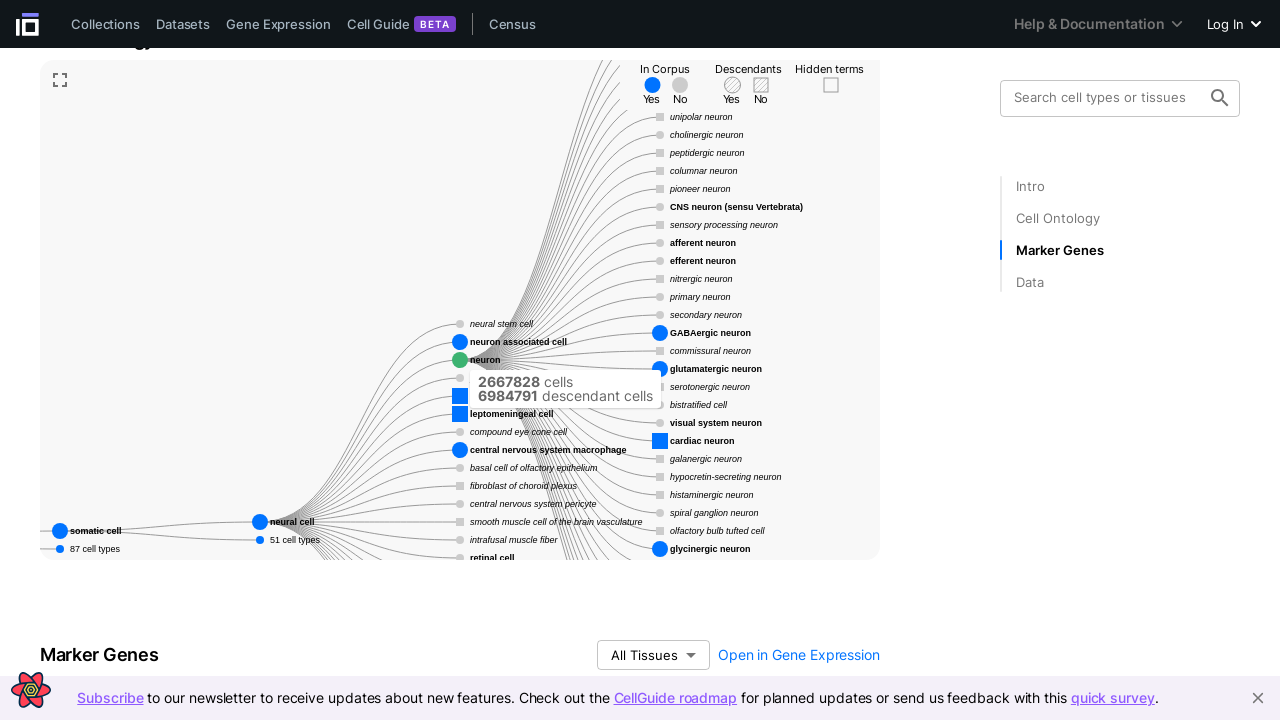 Collections Datasets Gene Expression Cell Guide BETA Census Help & Documentation Log In
In Corpus Descendants Hidden terms
Yes No Yes No
Search cell types or tissues
unipolar neuron
cholinergic neuron
peptidergic neuron
columnar neuron
pioneer neuron
CNS neuron (sensu Vertebrata)
sensory processing neuron
afferent neuron
efferent neuron
nitrergic neuron
primary neuron
secondary neuron
GABAergic neuron
commissural neuron
glutamatergic neuron
serotonergic neuron
bistratified cell
visual system neuron
cardiac neuron
galanergic neuron
hypocretin-secreting neuron
histaminergic neuron
spiral ganglion neuron
olfactory bulb tufted cell
glycinergic neuron
neural stem cell
neuron associated cell
neuron
2667828 cells
6984791 descendant cells
leptomeningeal cell
compound eye cone cell
central nervous system macrophage
basal cell of olfactory epithelium
fibroblast of choroid plexus
central nervous system pericyte
smooth muscle cell of the brain vasculature
intrafusal muscle fiber
retinal cell
neural cell
51 cell types
somatic cell
87 cell types
Intro
Cell Ontology
Marker Genes
Data
Marker Genes All Tissues Open in Gene Expression
Subscribe to our newsletter to receive updates about new features. Check out the CellGuide roadmap for planned updates or send us feedback with this quick survey.